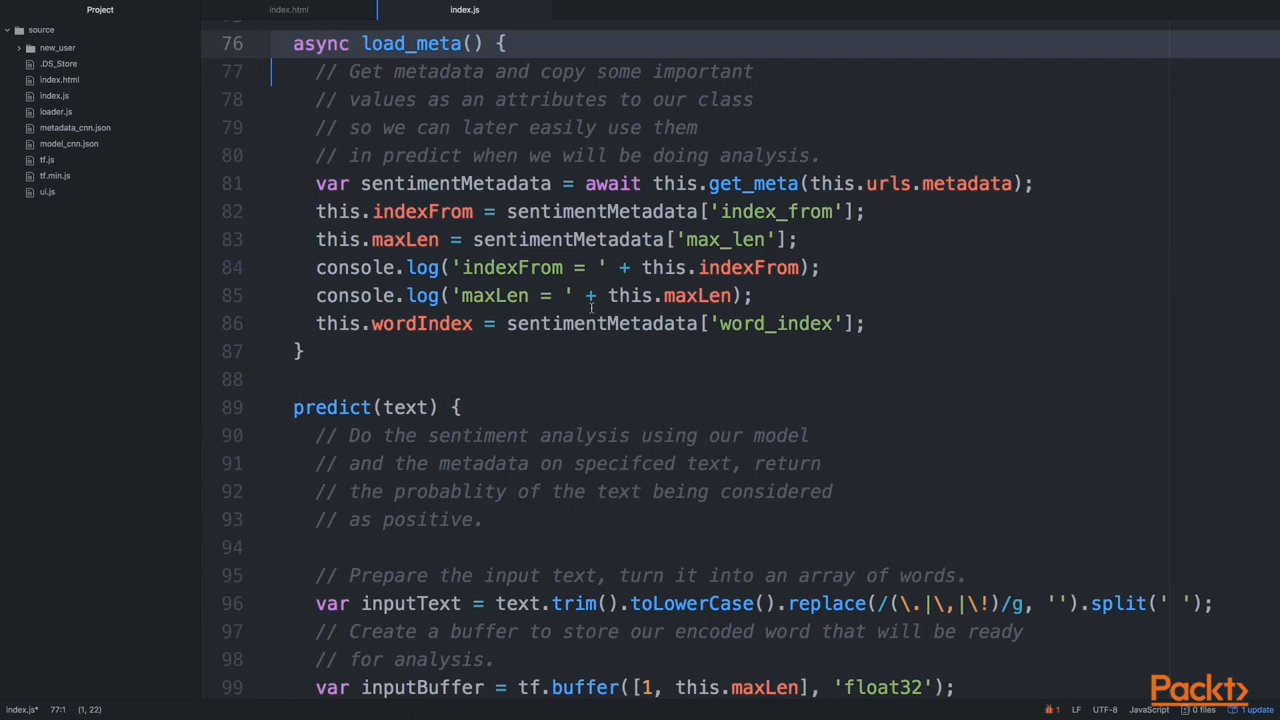 Project
index.html
index.js
source
new_user
.DS_Store
index.html
index.js
loader.js
metadata_cnn.json
model_cnn.json
tf.js
tf.min.js
ui.js
76 async load_meta() {
77 // Get metadata and copy some important
78 // values as an attributes to our class
79 // so we can later easily use them
80 // in predict when we will be doing analysis.
81 var sentimentMetadata = await this.get_meta(this.urls.metadata);
82 this.indexFrom = sentimentMetadata['index_from'];
83 this.maxLen = sentimentMetadata['max_len'];
84 console.log('indexFrom = ' + this.indexFrom);
85 console.log('maxLen = ' + this.maxLen);
86 this.wordIndex = sentimentMetadata['word_index'];
87 }
88
89 predict(text) {
90 // Do the sentiment analysis using our model
91 // and the metadata on specifced text, return
92 // the probablity of the text being considered
93 // as positive.
94
95 // Prepare the input text, turn it into an array of words.
96 var inputText = text.trim().toLowerCase().replace(/(\.|\,|\!)/g, '').split(' ');
97 // Create a buffer to store our encoded word that will be ready
98 // for analysis.
99 var inputBuffer = tf.buffer([1, this.maxLen], 'float32');
Packt>
index.js* 77:1 (1, 22) 1 LF UTF-8 JavaScript 0 files 1 update